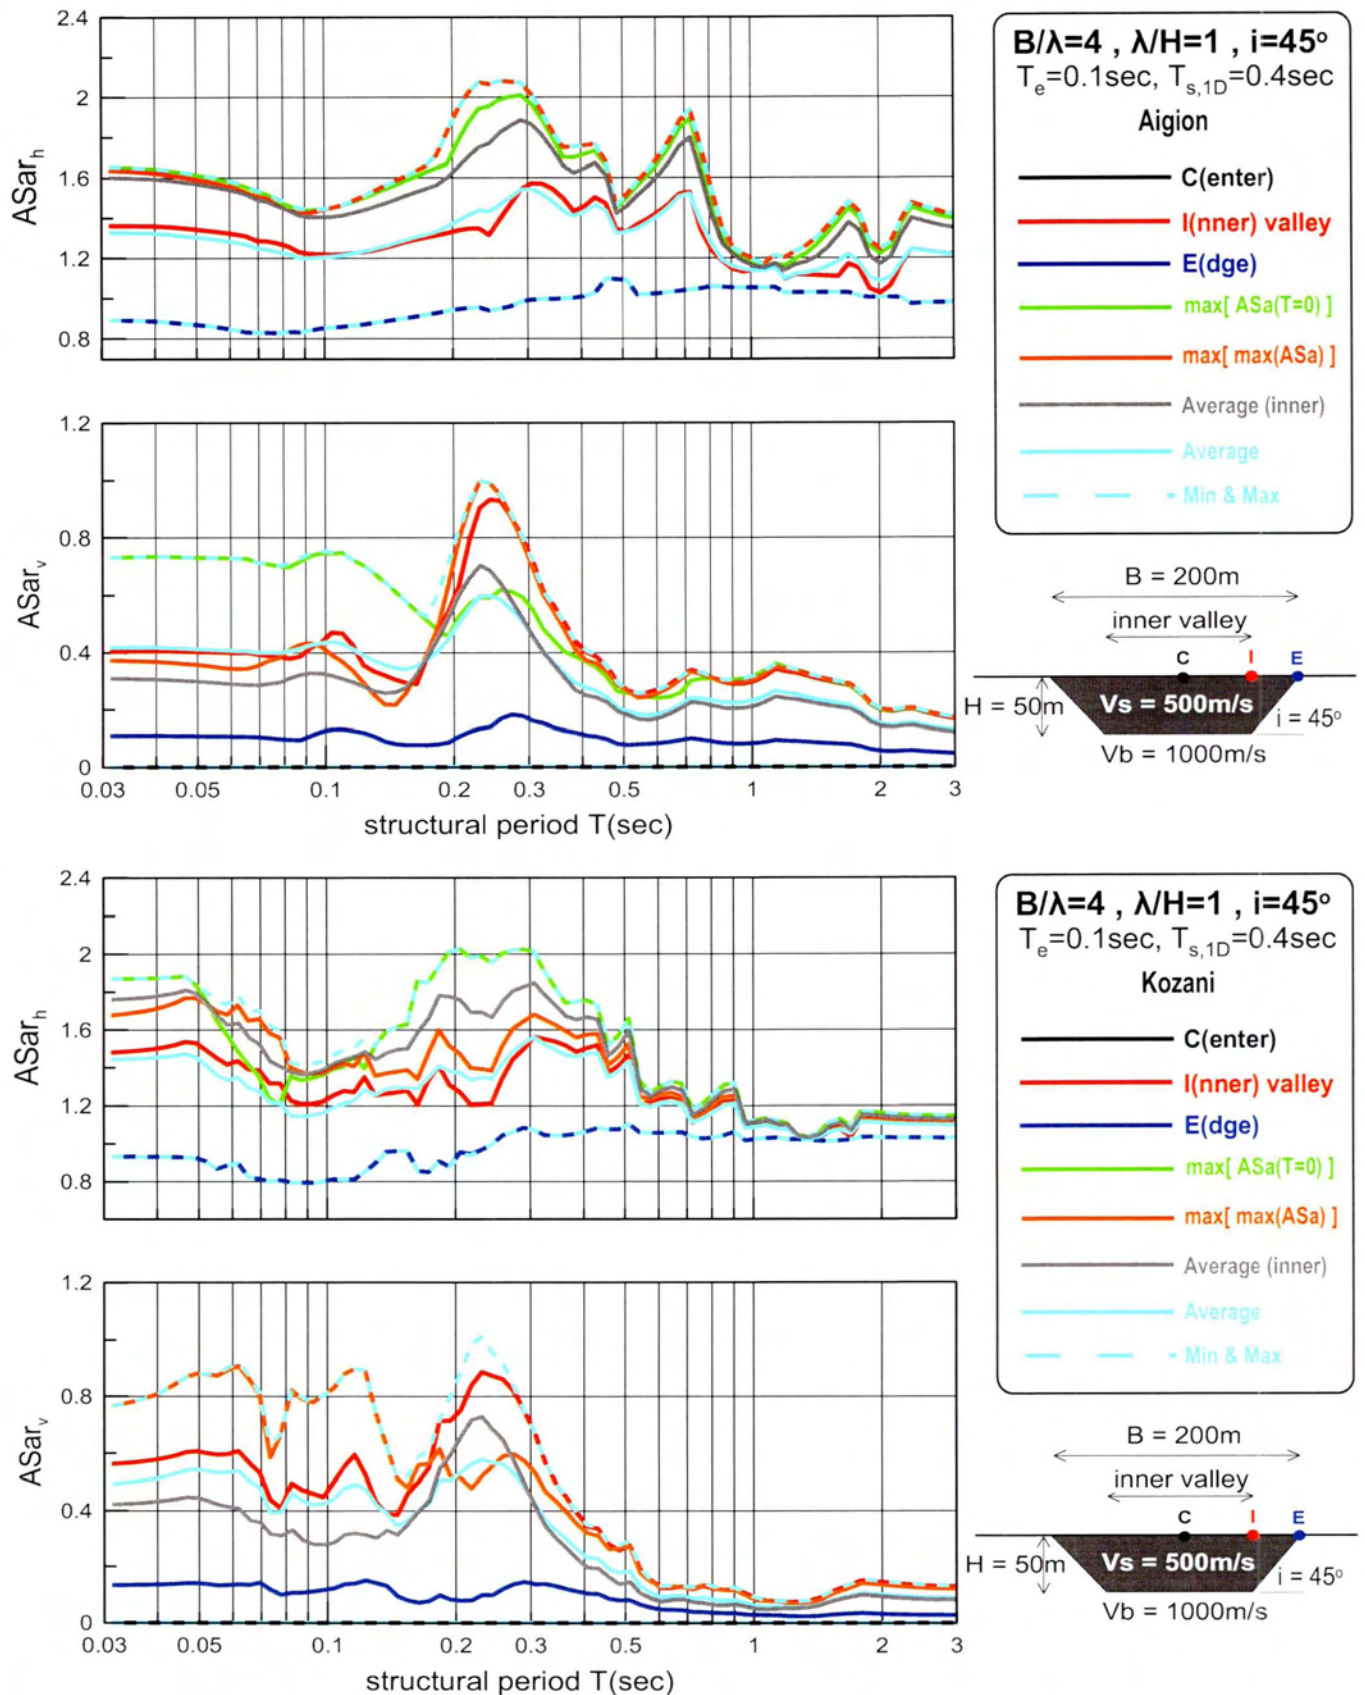 2.4
2
1.6
1.2
0.8
ASar_h
B/λ=4 , λ/H=1 , i=45°
T_e=0.1sec, T_s,1D=0.4sec
Aigion
C(enter)
I(nner) valley
E(dge)
max[ ASa(T=0) ]
max[ max(ASa) ]
Average (inner)
Average
Min & Max
1.2
0.8
0.4
0
ASar_v
0.03 0.05 0.1 0.2 0.3 0.5 1 2 3
structural period T(sec)
B = 200m
inner valley
C I E
H = 50m
Vs = 500m/s
i = 45°
Vb = 1000m/s
2.4
2
1.6
1.2
0.8
ASar_h
B/λ=4 , λ/H=1 , i=45°
T_e=0.1sec, T_s,1D=0.4sec
Kozani
C(enter)
I(nner) valley
E(dge)
max[ ASa(T=0) ]
max[ max(ASa) ]
Average (inner)
Average
Min & Max
1.2
0.8
0.4
0
ASar_v
0.03 0.05 0.1 0.2 0.3 0.5 1 2 3
structural period T(sec)
B = 200m
inner valley
C I E
H = 50m
Vs = 500m/s
i = 45°
Vb = 1000m/s